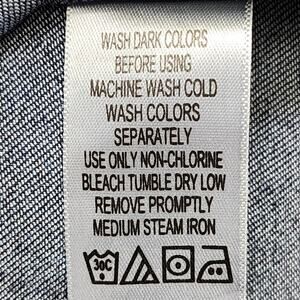 WASH DARK COLORS
BEFORE USING
MACHINE WASH COLD
WASH COLORS
SEPARATELY
USE ONLY NON-CHLORINE
BLEACH TUMBLE DRY LOW
REMOVE PROMPTLY
MEDIUM STEAM IRON
30C